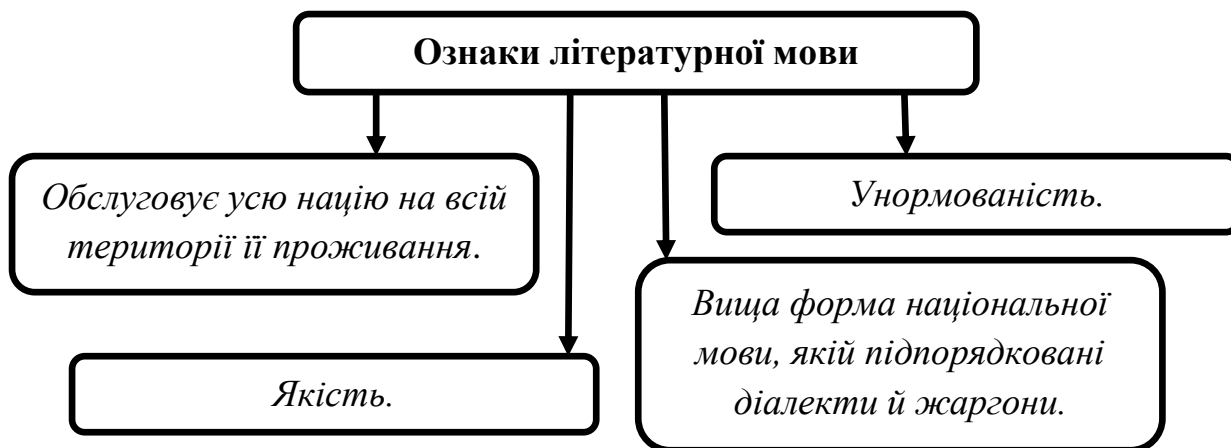 Ознаки літературної мови
Обслуговує усю націю на всій
території її проживання.
Унормованість.
Вища форма національної
мови, якій підпорядковані
діалекти й жаргони.
Якість.